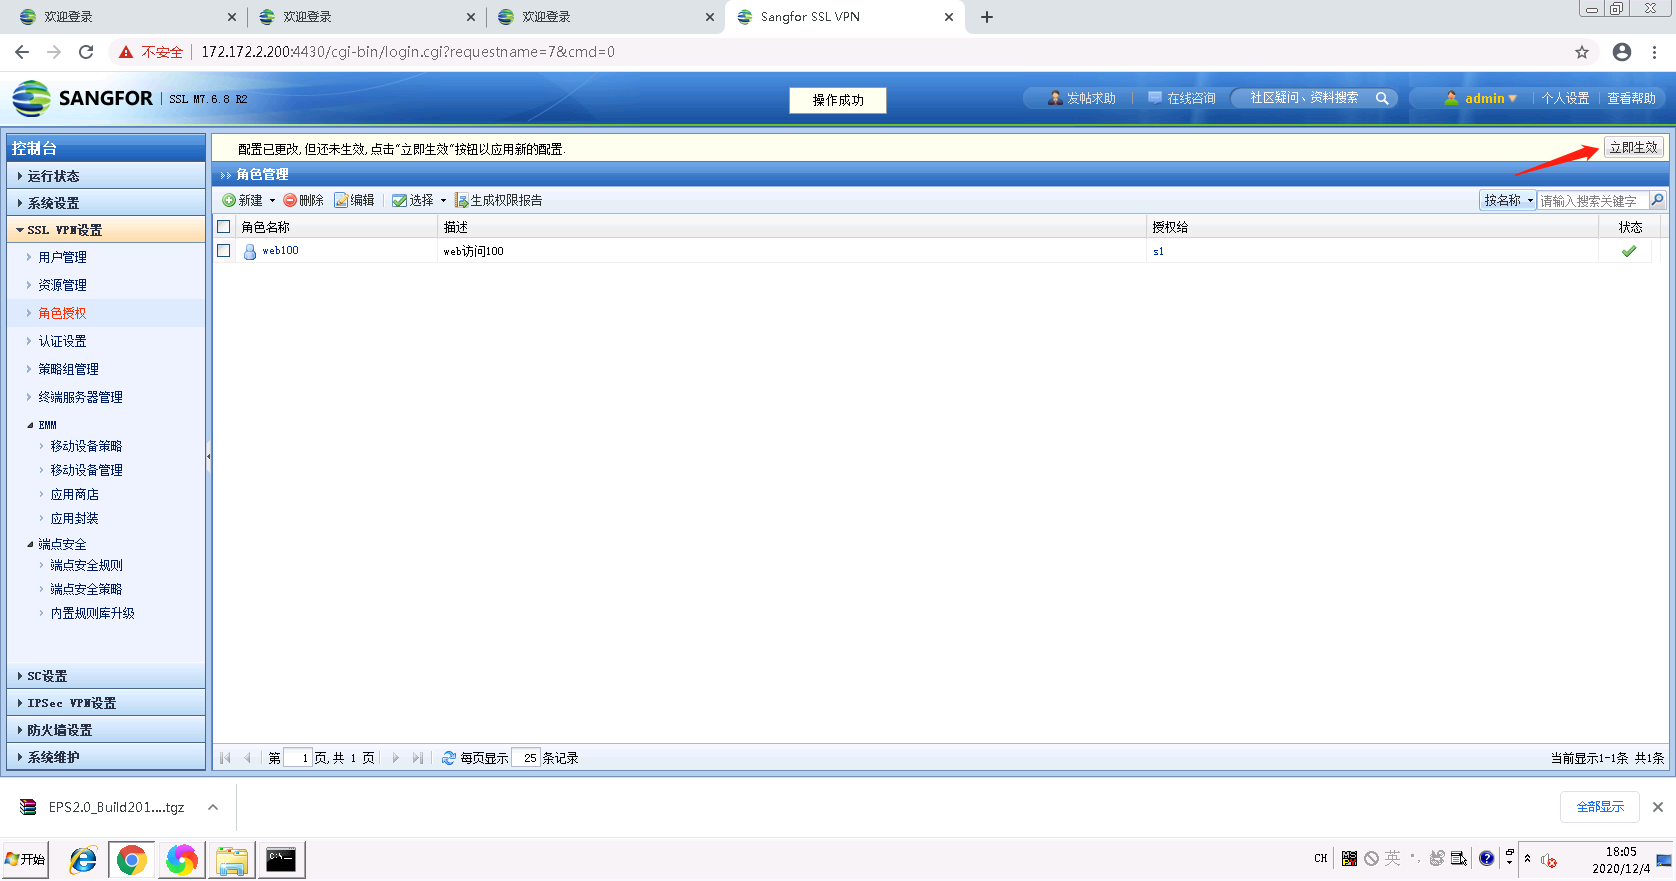 欢迎登录
欢迎登录
欢迎登录
Sangfor SSL VPN
不安全
172.172.2.200:4430/cgi-bin/login.cgi?requestname=7&cmd=0
SANGFOR
SSL M7.6.8 R2
操作成功
发帖求助
在线咨询
社区疑问、资料搜索
admin
个人设置
查看帮助
控制台
运行状态
系统设置
SSL VPN设置
用户管理
资源管理
角色授权
认证设置
策略组管理
终端服务器管理
EMM
移动设备策略
移动设备管理
应用商店
应用封装
端点安全
端点安全规则
端点安全策略
内置规则库升级
SC设置
IPSec VPN设置
防火墙设置
系统维护
配置已更改,但还未生效,点击"立即生效"按钮以应用新的配置.
立即生效
角色管理
新建 删除 编辑 选择 生成权限报告
按名称 请输入搜索关键字
角色名称 描述 授权给 状态
web100 web访问100 s1
第 1 页,共 1 页 每页显示 25 条记录
当前显示1-1条 共1条
EPS2.0_Build201....tgz
全部显示
开始
CH
英
18:05
2020/12/4